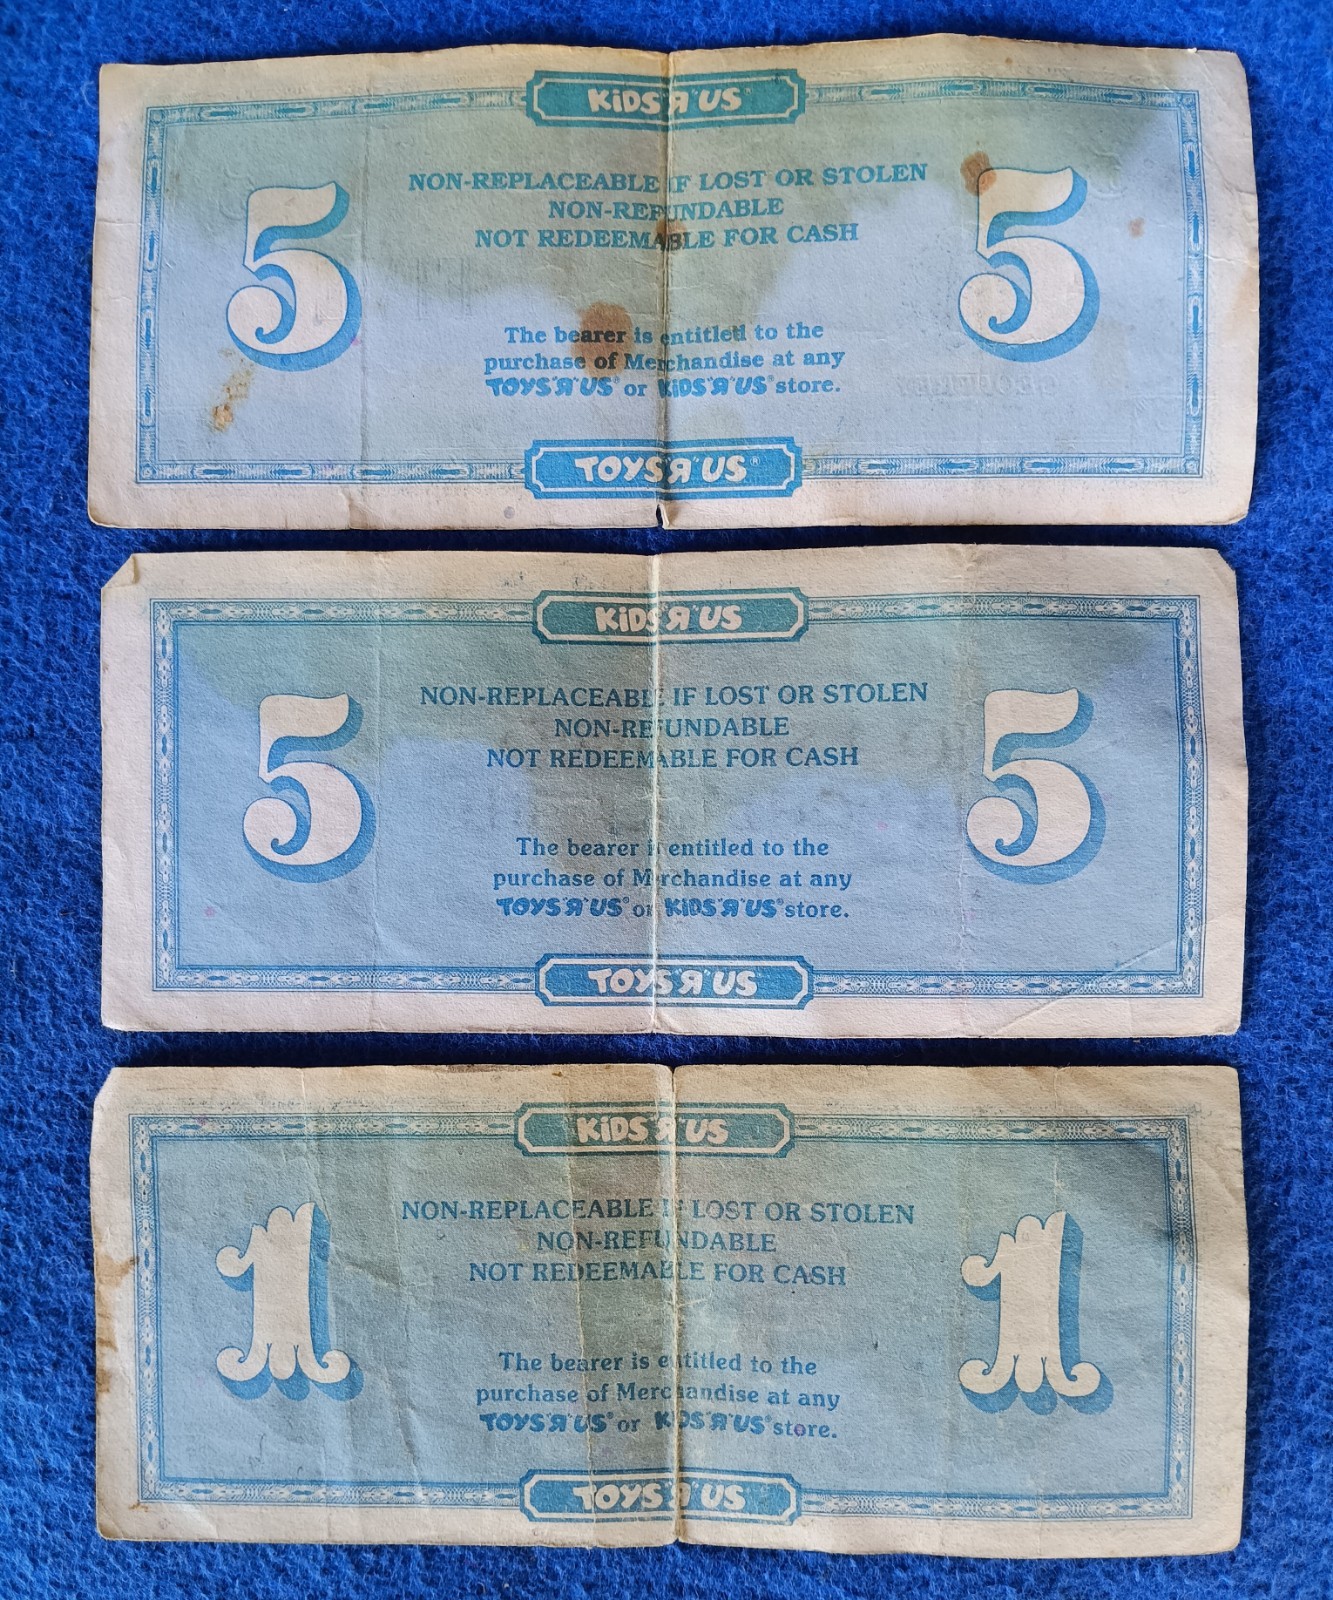 KiDS "R" US®
5 5
NON-REPLACEABLE IF LOST OR STOLEN
NON-REFUNDABLE
NOT REDEEMABLE FOR CASH
The bearer is entitled to the
purchase of Merchandise at any
TOYS "R" US® or KiDS "R" US® store.
TOYS "R" US®
KiDS "R" US
5 5
NON-REPLACEABLE IF LOST OR STOLEN
NON-REFUNDABLE
NOT REDEEMABLE FOR CASH
The bearer is entitled to the
purchase of Merchandise at any
TOYS "R" US® or KiDS "R" US® store.
TOYS "R" US
KiDS "R" US
1 1
NON-REPLACEABLE IF LOST OR STOLEN
NON-REFUNDABLE
NOT REDEEMABLE FOR CASH
The bearer is entitled to the
purchase of Merchandise at any
TOYS "R" US® or KiDS "R" US® store.
TOYS "R" US